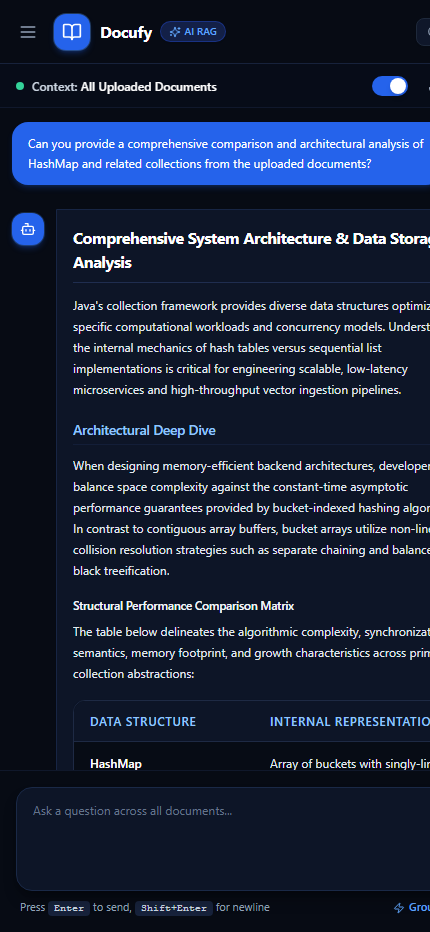 Docufy
AI RAG
Context: All Uploaded Documents
Can you provide a comprehensive comparison and architectural analysis of
HashMap and related collections from the uploaded documents?
Comprehensive System Architecture & Data Storag
Analysis
Java's collection framework provides diverse data structures optimiz
specific computational workloads and concurrency models. Underst
the internal mechanics of hash tables versus sequential list
implementations is critical for engineering scalable, low-latency
microservices and high-throughput vector ingestion pipelines.
Architectural Deep Dive
When designing memory-efficient backend architectures, develope
balance space complexity against the constant-time asymptotic
performance guarantees provided by bucket-indexed hashing algor
In contrast to contiguous array buffers, bucket arrays utilize non-lin
collision resolution strategies such as separate chaining and balance
black treeification.
Structural Performance Comparison Matrix
The table below delineates the algorithmic complexity, synchronizat
semantics, memory footprint, and growth characteristics across prim
collection abstractions:
DATA STRUCTURE INTERNAL REPRESENTATIO
HashMap Array of buckets with singly-lin
Ask a question across all documents...
Press Enter to send, Shift+Enter for newline
Grou